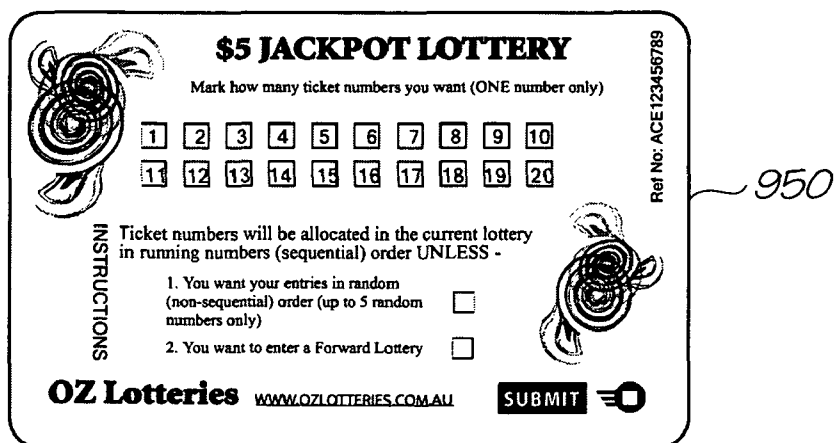 $5 JACKPOT LOTTERY
Mark how many ticket numbers you want (ONE number only)
1 2 3 4 5 6 7 8 9 10
11 12 13 14 15 16 17 18 19 20
Ref No: ACE123456789
950
INSTRUCTIONS
Ticket numbers will be allocated in the current lottery
in running numbers (sequential) order UNLESS -
1. You want your entries in random
(non-sequential) order (up to 5 random
numbers only)
2. You want to enter a Forward Lottery
OZ Lotteries WWW.OZLOTTERIES.COM.AU SUBMIT